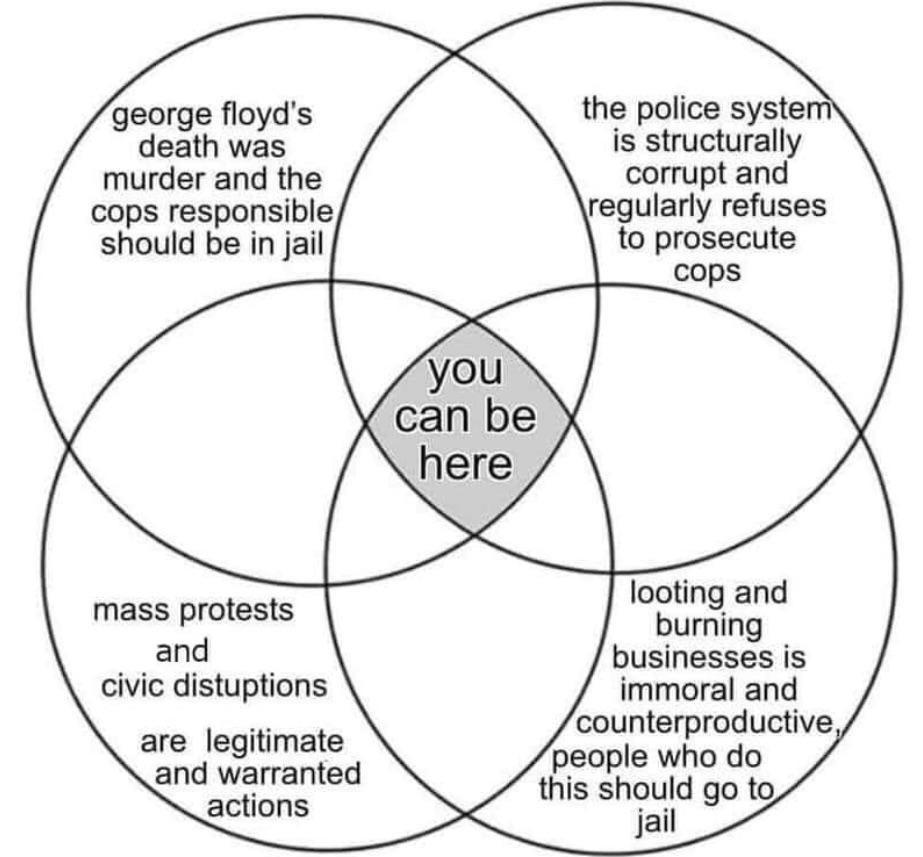 george floyd's
death was
murder and the
cops responsible
should be in jail
the police system
is structurally
corrupt and
regularly refuses
to prosecute
cops
you
can be
here
mass protests
and
civic distuptions
are legitimate
and warranted
actions
looting and
burning
businesses is
immoral and
counterproductive,
people who do
this should go to
jail